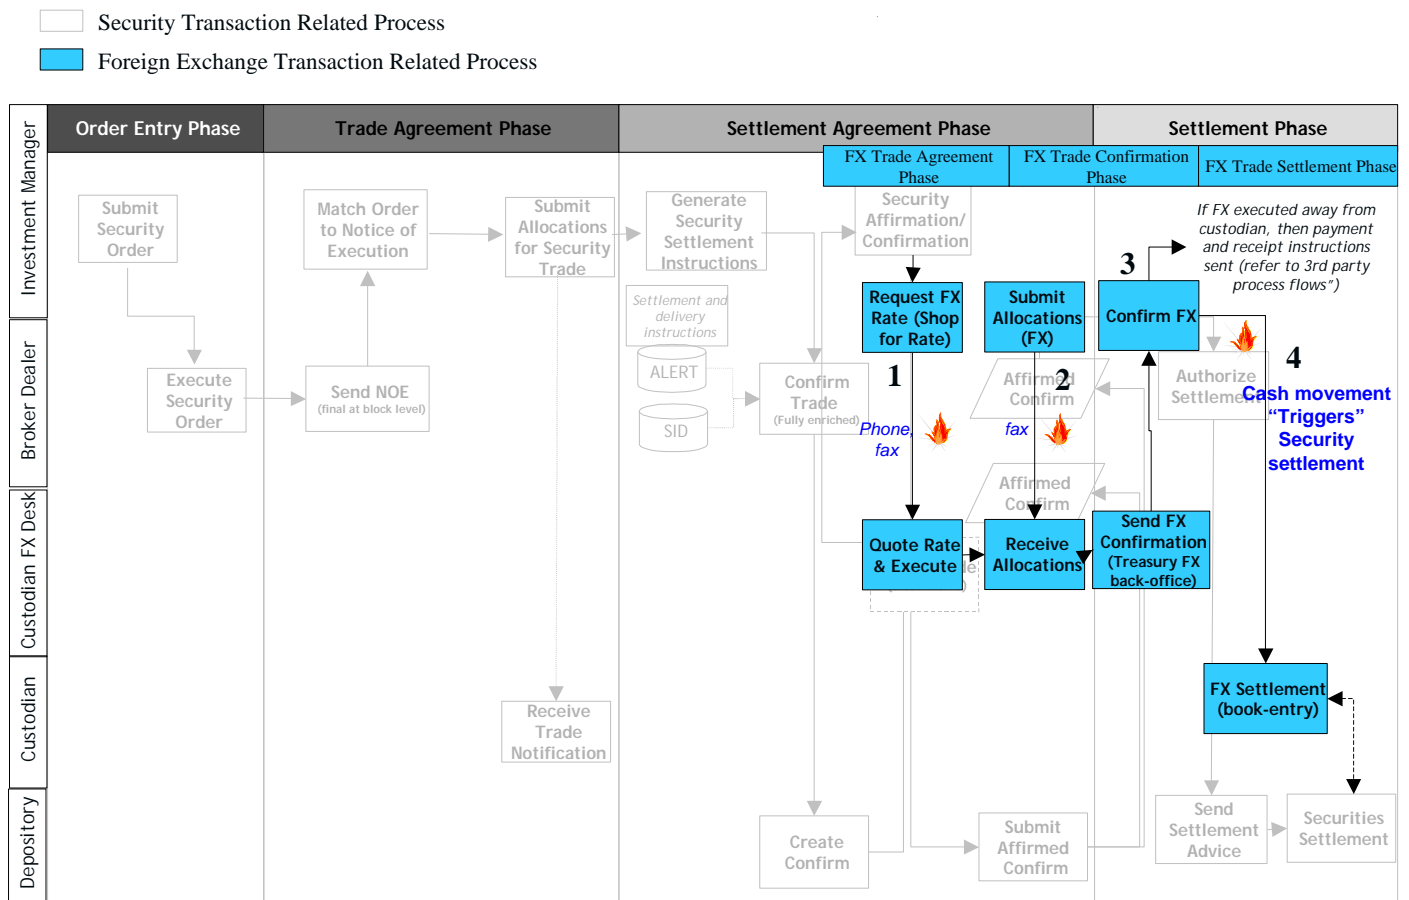 Security Transaction Related Process
Foreign Exchange Transaction Related Process
Order Entry Phase
Trade Agreement Phase
Settlement Agreement Phase
Settlement Phase
FX Trade Agreement
Phase
FX Trade Confirmation
Phase
FX Trade Settlement Phase
Investment Manager
Broker Dealer
Custodian FX Desk
Custodian
Depository
Submit
Security
Order
Match Order
to Notice of
Execution
Submit
Allocations
for Security
Trade
Generate
Security
Settlement
Instructions
Security
Affirmation/
Confirmation
If FX executed away from
custodian, then payment
and receipt instructions
sent (refer to 3rd party
process flows”)
3
Settlement and
delivery
instructions
Request FX
Rate (Shop
for Rate)
Submit
Allocations
(FX)
Confirm FX
Execute
Security
Order
Send NOE
(final at block level)
ALERT
SID
Confirm
Trade
(Fully enriched)
1
Phone,
fax
Affirmed
Confirm
2
fax
Authorize
Settlement
4
Cash movement
“Triggers”
Security
settlement
Affirmed
Confirm
Quote Rate
& Execute
de
)
Receive
Allocations
Send FX
Confirmation
(Treasury FX
back-office)
FX Settlement
(book-entry)
Receive
Trade
Notification
Create
Confirm
Submit
Affirmed
Confirm
Send
Settlement
Advice
Securities
Settlement